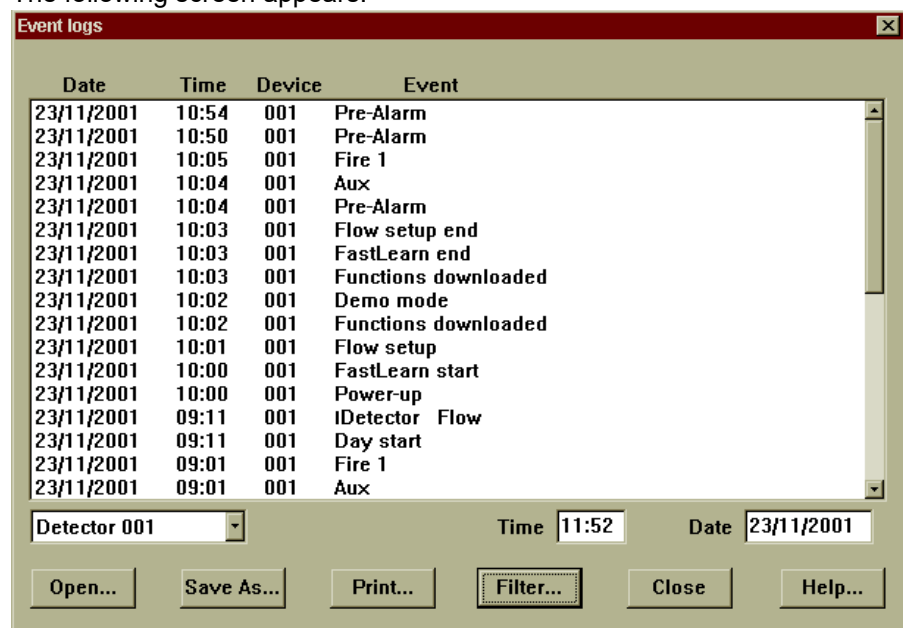 The following screen appears:
Event logs
Date Time Device Event
23/11/2001 10:54 001 Pre-Alarm
23/11/2001 10:50 001 Pre-Alarm
23/11/2001 10:05 001 Fire 1
23/11/2001 10:04 001 Aux
23/11/2001 10:04 001 Pre-Alarm
23/11/2001 10:03 001 Flow setup end
23/11/2001 10:03 001 FastLearn end
23/11/2001 10:03 001 Functions downloaded
23/11/2001 10:02 001 Demo mode
23/11/2001 10:02 001 Functions downloaded
23/11/2001 10:01 001 Flow setup
23/11/2001 10:00 001 FastLearn start
23/11/2001 10:00 001 Power-up
23/11/2001 09:11 001 IDetector Flow
23/11/2001 09:11 001 Day start
23/11/2001 09:01 001 Fire 1
23/11/2001 09:01 001 Aux
Detector 001 Time 11:52 Date 23/11/2001
Open... Save As... Print... Filter... Close Help...